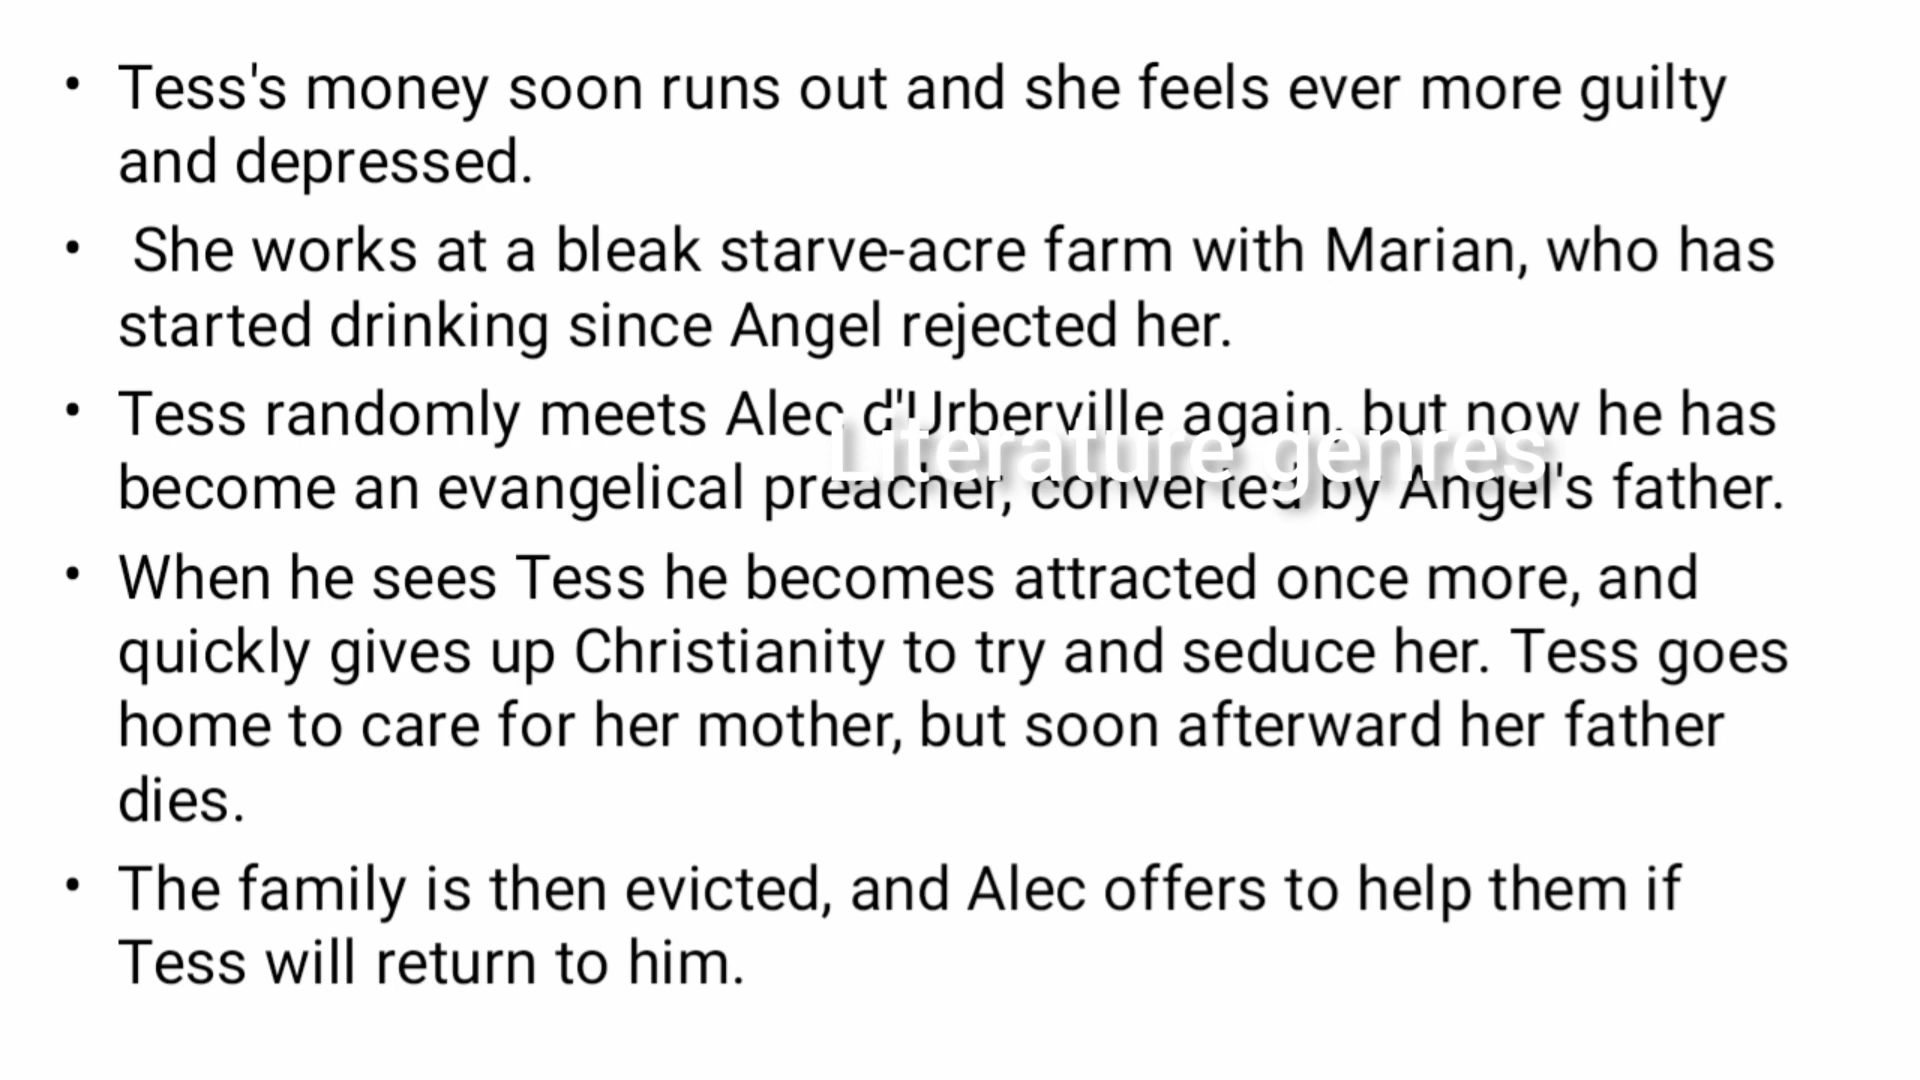 • Tess's money soon runs out and she feels ever more guilty
and depressed.
• She works at a bleak starve-acre farm with Marian, who has
started drinking since Angel rejected her.
• Tess randomly meets Alec d'Urberville again, but now he has
become an evangelical preacher, converted by Angel's father.
Literature genres
• When he sees Tess he becomes attracted once more, and
quickly gives up Christianity to try and seduce her. Tess goes
home to care for her mother, but soon afterward her father
dies.
• The family is then evicted, and Alec offers to help them if
Tess will return to him.